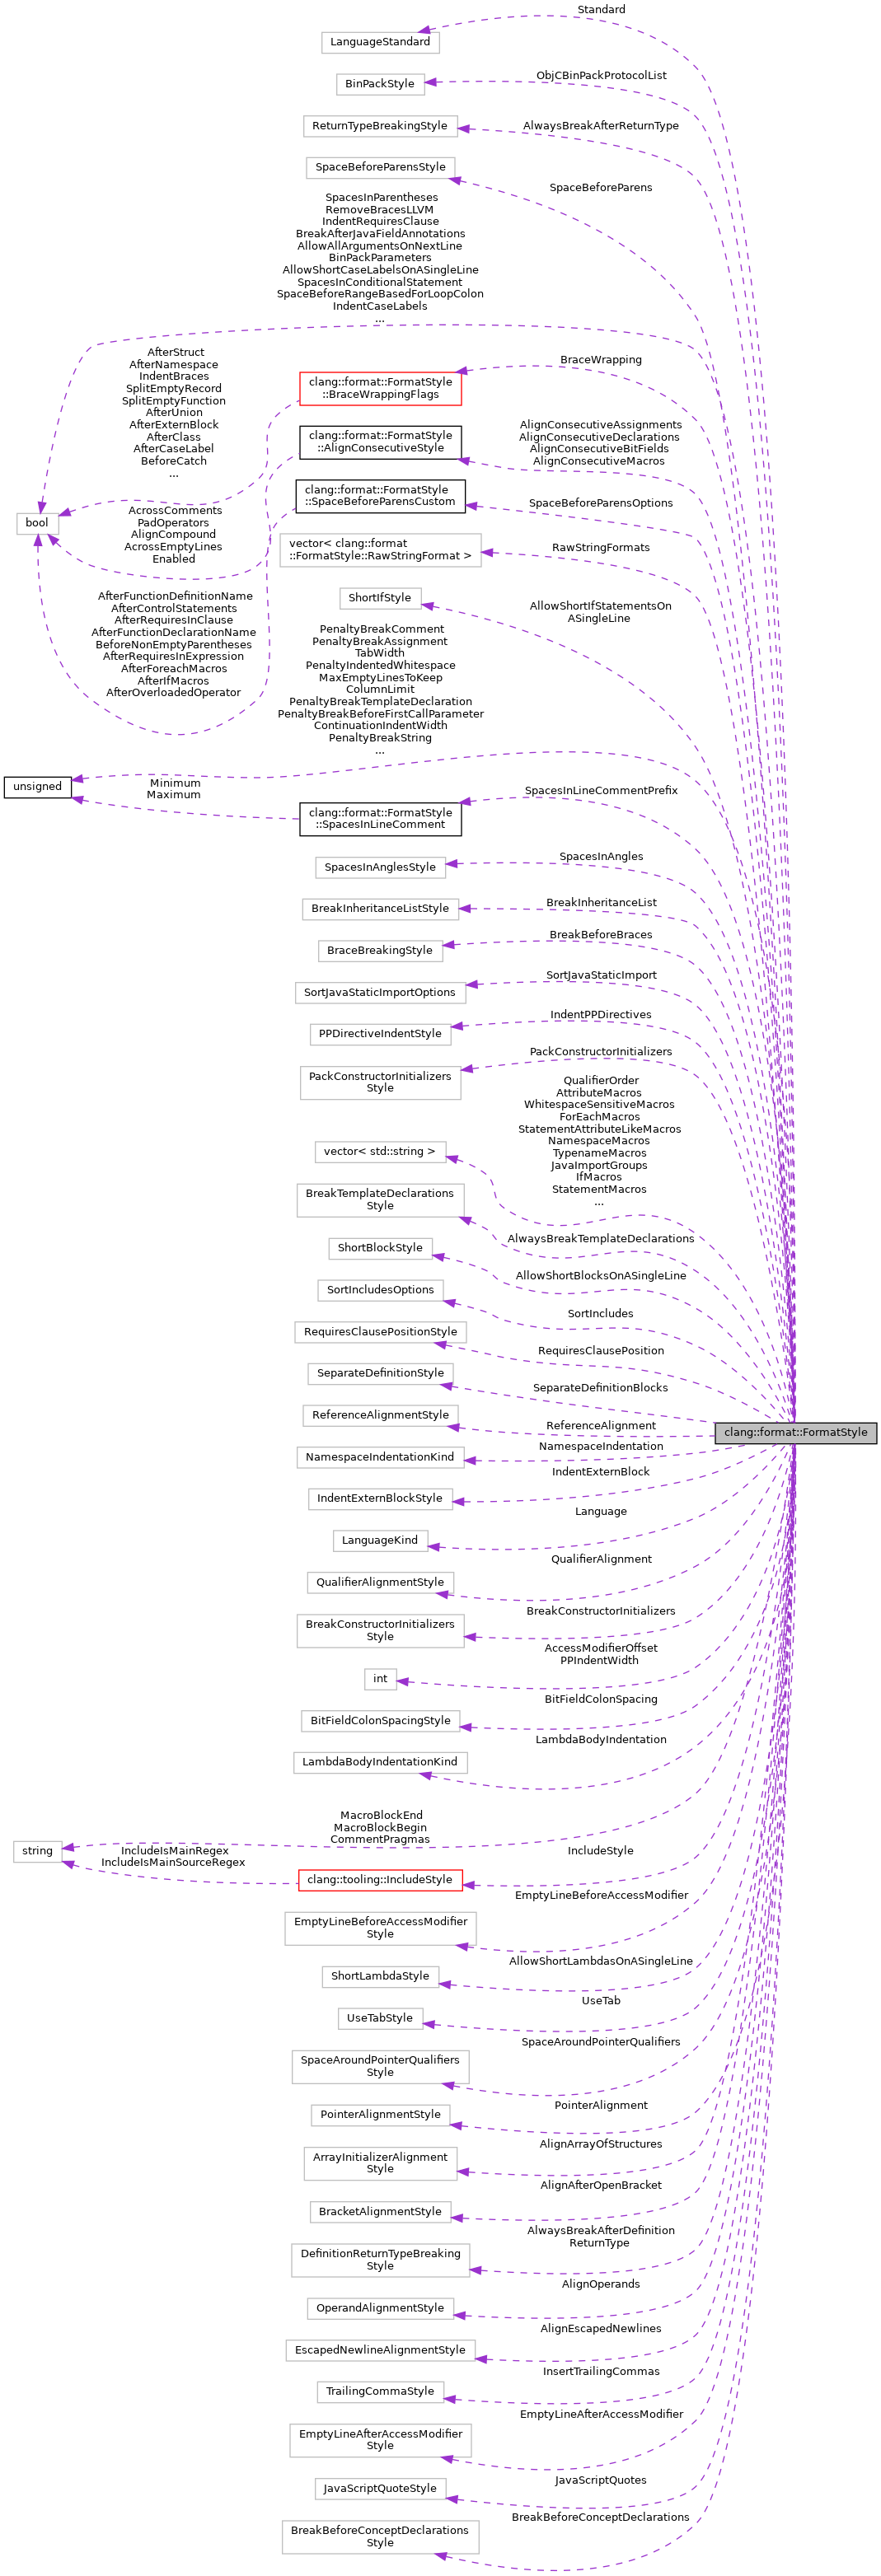 Standard
LanguageStandard
ObjCBinPackProtocolList
BinPackStyle
AlwaysBreakAfterReturnType
ReturnTypeBreakingStyle
SpaceBeforeParensStyle
SpaceBeforeParens
SpacesInParentheses
RemoveBracesLLVM
IndentRequiresClause
BreakAfterJavaFieldAnnotations
AllowAllArgumentsOnNextLine
BinPackParameters
AllowShortCaseLabelsOnASingleLine
SpacesInConditionalStatement
SpaceBeforeRangeBasedForLoopColon
IndentCaseLabels
...
AfterStruct
AfterNamespace
IndentBraces
SplitEmptyRecord
SplitEmptyFunction
AfterUnion
AfterExternBlock
AfterClass
AfterCaseLabel
BeforeCatch
...
BraceWrapping
clang::format::FormatStyle
::BraceWrappingFlags
AlignConsecutiveAssignments
AlignConsecutiveDeclarations
AlignConsecutiveBitFields
AlignConsecutiveMacros
clang::format::FormatStyle
::AlignConsecutiveStyle
clang::format::FormatStyle
::SpaceBeforeParensCustom
SpaceBeforeParensOptions
bool
AcrossComments
PadOperators
AlignCompound
AcrossEmptyLines
Enabled
vector< clang::format
::FormatStyle::RawStringFormat >
RawStringFormats
ShortIfStyle
AllowShortIfStatementsOn
ASingleLine
AfterFunctionDefinitionName
AfterControlStatements
AfterRequiresInClause
AfterFunctionDeclarationName
BeforeNonEmptyParentheses
AfterRequiresInExpression
AfterForeachMacros
AfterIfMacros
AfterOverloadedOperator
PenaltyBreakComment
PenaltyBreakAssignment
TabWidth
PenaltyIndentedWhitespace
MaxEmptyLinesToKeep
ColumnLimit
PenaltyBreakTemplateDeclaration
PenaltyBreakBeforeFirstCallParameter
ContinuationIndentWidth
PenaltyBreakString
...
unsigned
Minimum
Maximum
SpacesInLineCommentPrefix
clang::format::FormatStyle
::SpacesInLineComment
SpacesInAngles
SpacesInAnglesStyle
BreakInheritanceList
BreakInheritanceListStyle
BreakBeforeBraces
BraceBreakingStyle
SortJavaStaticImport
SortJavaStaticImportOptions
IndentPPDirectives
PPDirectiveIndentStyle
PackConstructorInitializers
PackConstructorInitializers
Style
QualifierOrder
AttributeMacros
WhitespaceSensitiveMacros
ForEachMacros
StatementAttributeLikeMacros
NamespaceMacros
TypenameMacros
JavaImportGroups
IfMacros
StatementMacros
...
vector< std::string >
BreakTemplateDeclarations
Style
AlwaysBreakTemplateDeclarations
ShortBlockStyle
AllowShortBlocksOnASingleLine
SortIncludesOptions
SortIncludes
RequiresClausePositionStyle
RequiresClausePosition
SeparateDefinitionStyle
SeparateDefinitionBlocks
ReferenceAlignmentStyle
ReferenceAlignment
clang::format::FormatStyle
NamespaceIndentationKind
NamespaceIndentation
IndentExternBlockStyle
IndentExternBlock
Language
LanguageKind
QualifierAlignment
QualifierAlignmentStyle
BreakConstructorInitializers
BreakConstructorInitializers
Style
AccessModifierOffset
PPIndentWidth
int
BitFieldColonSpacing
BitFieldColonSpacingStyle
LambdaBodyIndentation
LambdaBodyIndentationKind
MacroBlockEnd
MacroBlockBegin
CommentPragmas
string
IncludeIsMainRegex
IncludeIsMainSourceRegex
IncludeStyle
clang::tooling::IncludeStyle
EmptyLineBeforeAccessModifier
EmptyLineBeforeAccessModifier
Style
AllowShortLambdasOnASingleLine
ShortLambdaStyle
UseTab
UseTabStyle
SpaceAroundPointerQualifiers
SpaceAroundPointerQualifiers
Style
PointerAlignment
PointerAlignmentStyle
AlignArrayOfStructures
ArrayInitializerAlignment
Style
AlignAfterOpenBracket
BracketAlignmentStyle
AlwaysBreakAfterDefinition
ReturnType
DefinitionReturnTypeBreaking
Style
AlignOperands
OperandAlignmentStyle
AlignEscapedNewlines
EscapedNewlineAlignmentStyle
InsertTrailingCommas
TrailingCommaStyle
EmptyLineAfterAccessModifier
EmptyLineAfterAccessModifier
Style
JavaScriptQuotes
JavaScriptQuoteStyle
BreakBeforeConceptDeclarations
BreakBeforeConceptDeclarations
Style